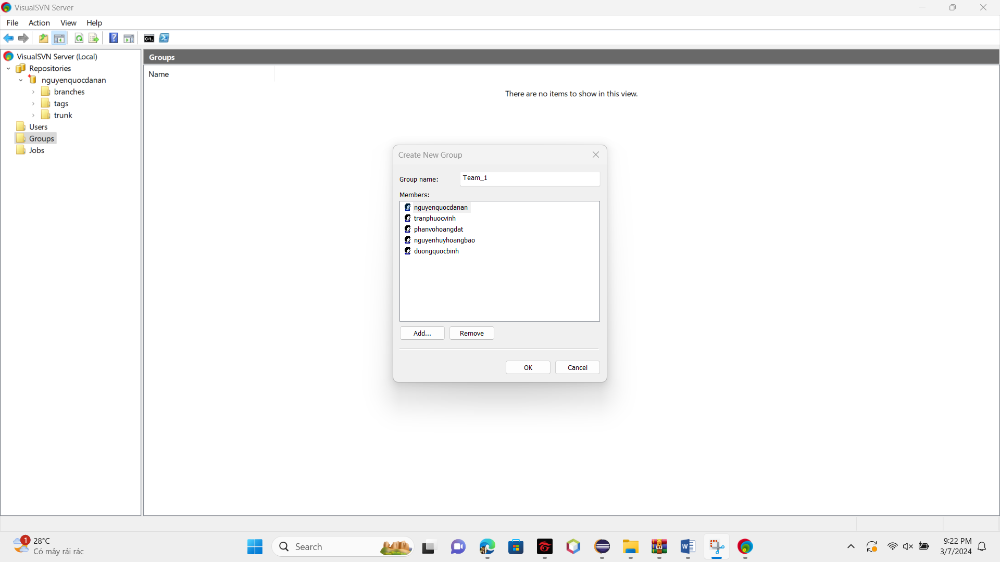 VisualSVN Server
File Action View Help
VisualSVN Server (Local)
Repositories
nguyenquocdanan
branches
tags
trunk
Users
Groups
Jobs
Groups
Name
There are no items to show in this view.
Create New Group
Group name: Team_1
Members:
nguyenquocdanan
tranphuocvinh
phanvohoangdat
nguyenhuyhoangbao
duongquocbinh
Add... Remove
OK Cancel
1
28°C
Có mây rải rác
Search
9:22 PM
3/7/2024